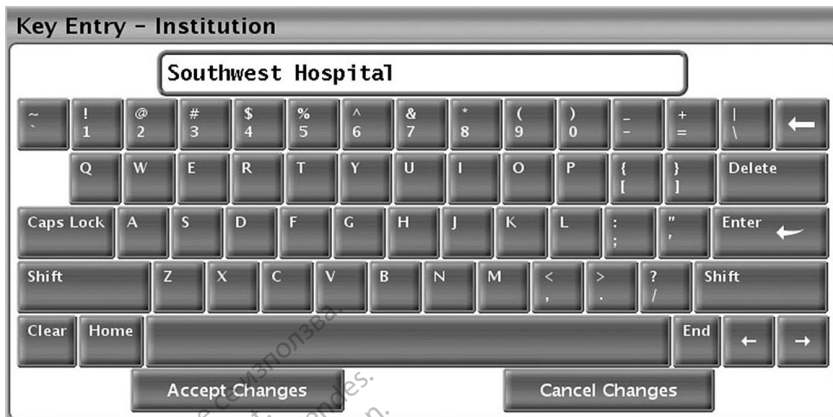 Key Entry - Institution
Southwest Hospital
~ ` ! 1 @ 2 # 3 $ 4 % 5 ^ 6 & 7 * 8 ( 9 ) 0 _ - + = | \ ←
Q W E R T Y U I O P { [ } ] Delete
Caps Lock A S D F G H J K L : ; " ' Enter ←
Shift Z X C V B N M < , > . ? / Shift
Clear Home End ← →
Accept Changes Cancel Changes